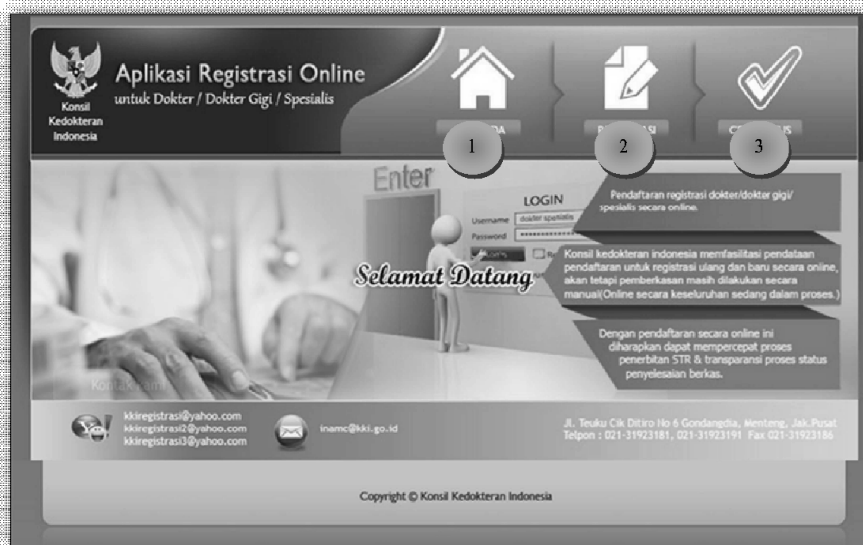 Konsil
Kedokteran
Indonesia
Aplikasi Registrasi Online
untuk Dokter / Dokter Gigi / Spesialis
1
2
3
Enter
LOGIN
Username
dokter spesialis
Password
Selamat Datang
Pendaftaran registrasi dokter/dokter gigi/
spesialis secara online.
Konsil kedokteran indonesia memfasilitasi pendataan
pendaftaran untuk registrasi ulang dan baru secara online,
akan tetapi pemberkasan masih dilakukan secara
manual(Online secara keseluruhan sedang dalam proses.)
Dengan pendaftaran secara online ini
diharapkan dapat mempercepat proses
penerbitan STR & transparansi proses status
penyelesaian berkas.
Kontak Kami
kkiregistrasi@yahoo.com
kkiregistrasi2@yahoo.com
kkiregistrasi3@yahoo.com
inamc@kki.go.id
Jl. Teuku Cik Ditiro No 6 Gondangdia, Menteng, Jak.Pusat
Telpon : 021-31923181, 021-31923191 Fax 021-31923186
Copyright © Konsil Kedokteran Indonesia